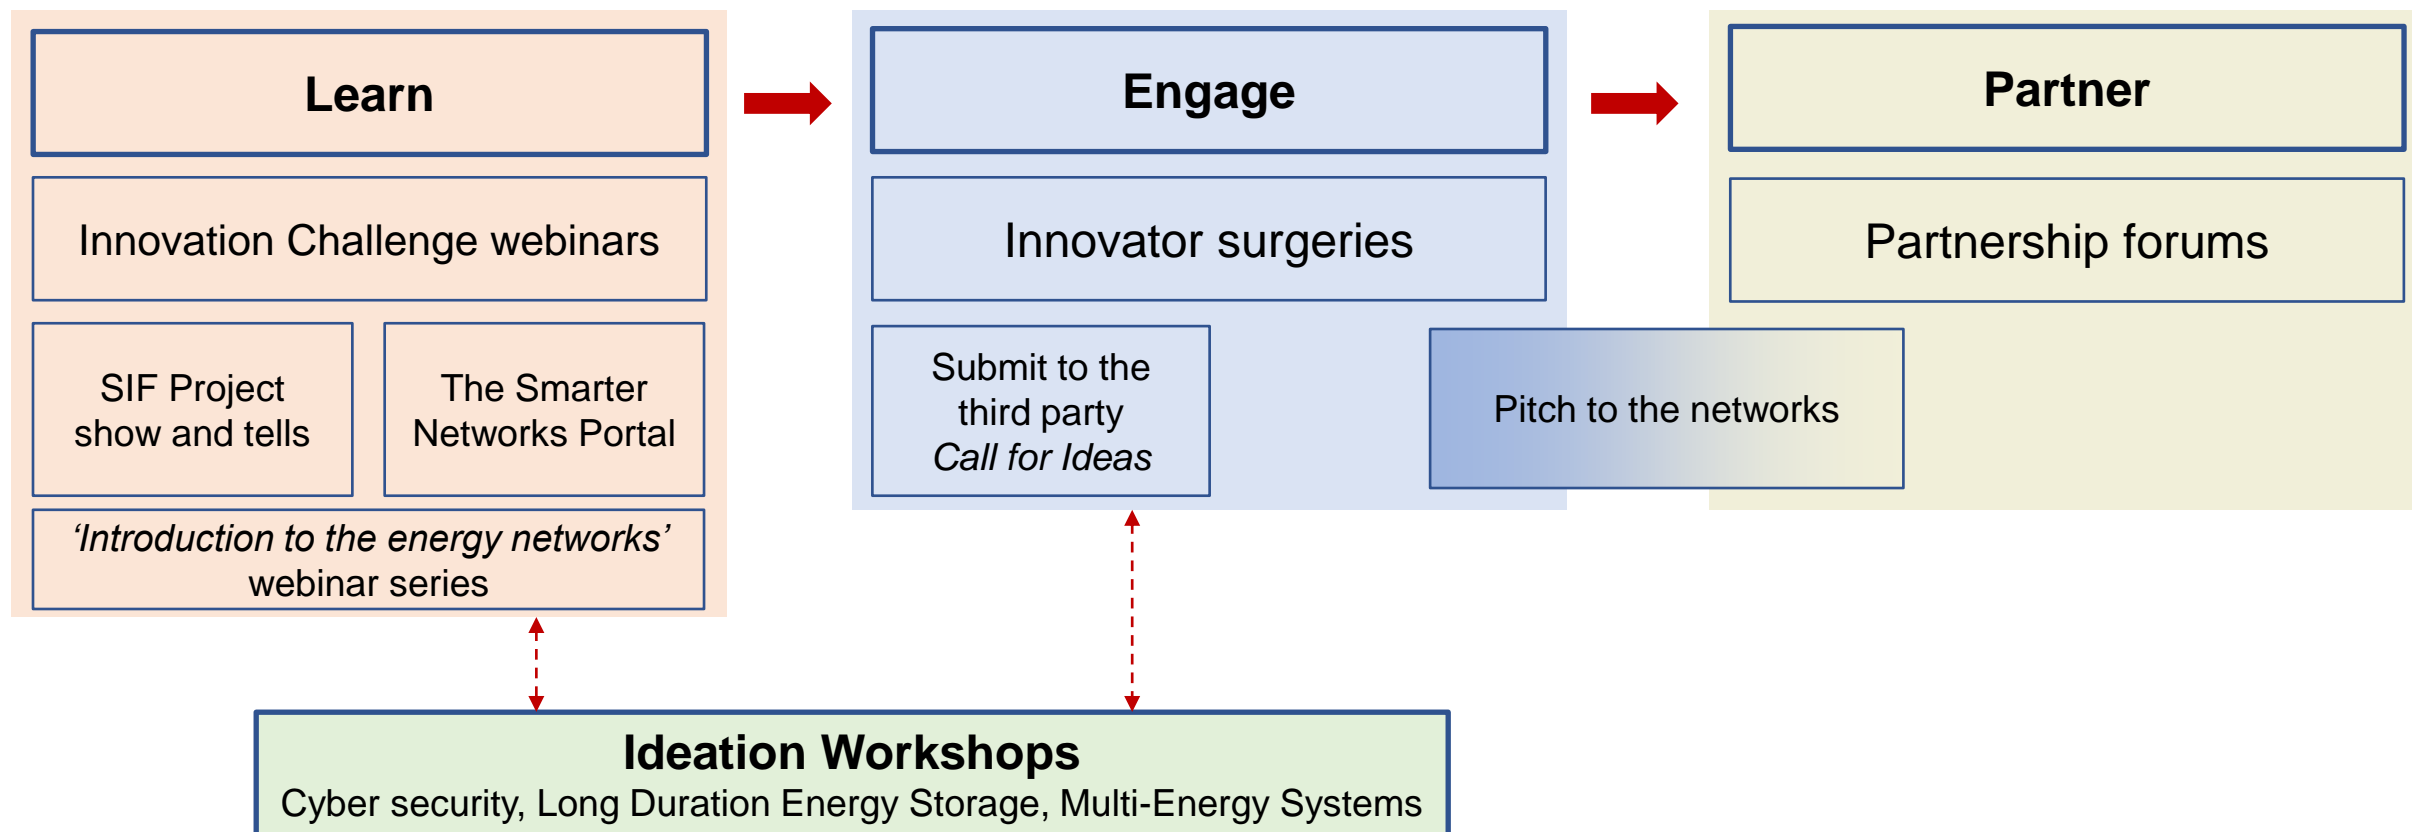 Learn
Engage
Partner
Innovation Challenge webinars
Innovator surgeries
Partnership forums
SIF Project
show and tells
The Smarter
Networks Portal
Submit to the
third party
Call for Ideas
Pitch to the networks
‘Introduction to the energy networks’
webinar series
Ideation Workshops
Cyber security, Long Duration Energy Storage, Multi-Energy Systems